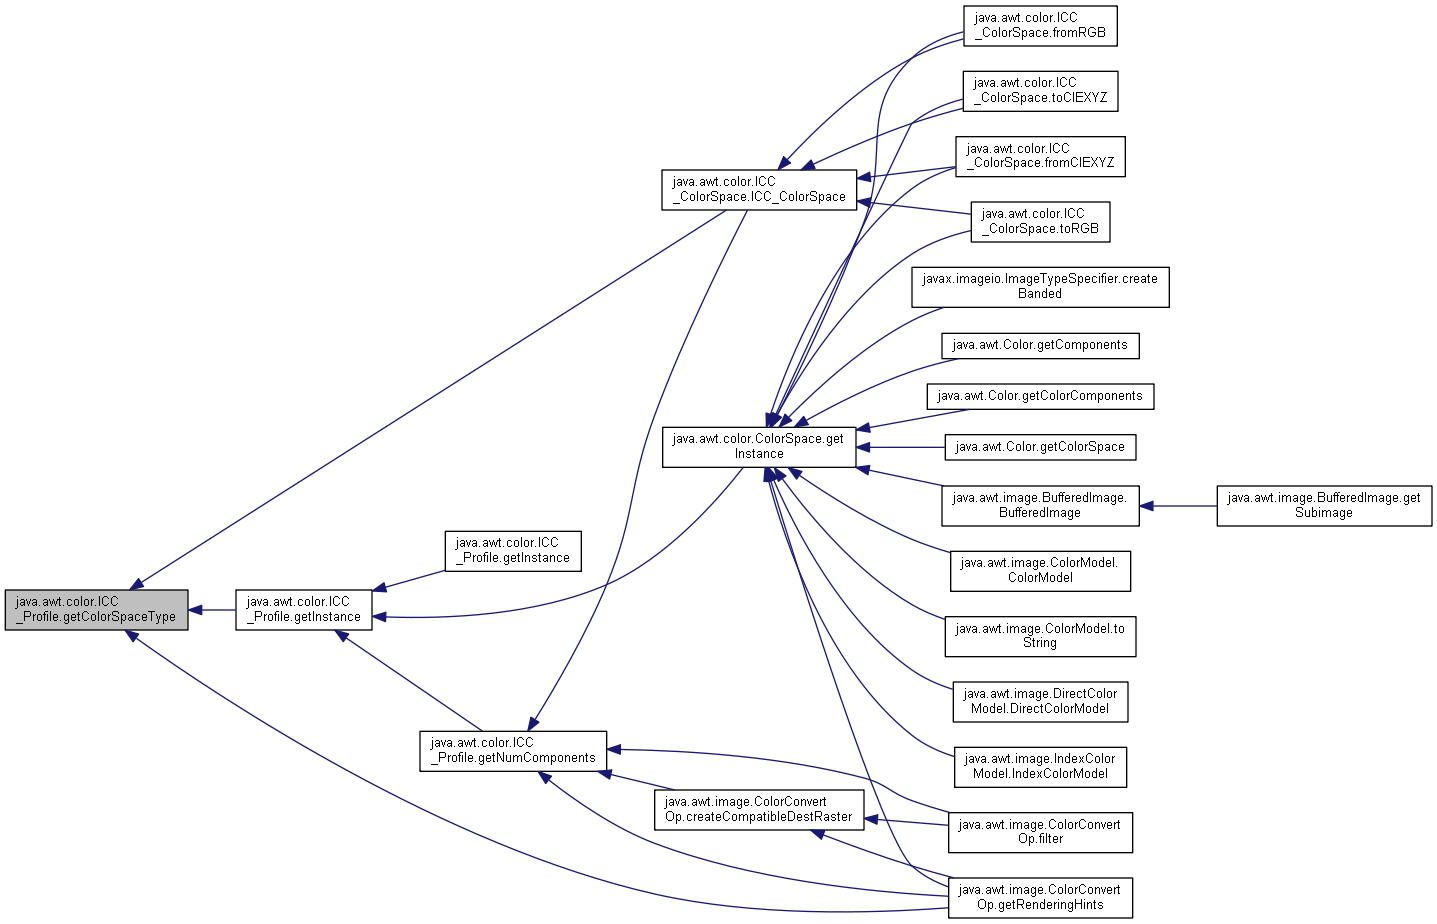 java.awt.color.ICC
_ColorSpace.fromRGB
java.awt.color.ICC
_ColorSpace.toCIEXYZ
java.awt.color.ICC
_ColorSpace.fromCIEXYZ
java.awt.color.ICC
_ColorSpace.ICC_ColorSpace
java.awt.color.ICC
_ColorSpace.toRGB
javax.imageio.ImageTypeSpecifier.create
Banded
java.awt.Color.getComponents
java.awt.Color.getColorComponents
java.awt.color.ColorSpace.get
Instance
java.awt.Color.getColorSpace
java.awt.image.BufferedImage.
BufferedImage
java.awt.image.BufferedImage.get
Subimage
java.awt.color.ICC
_Profile.getInstance
java.awt.image.ColorModel.
ColorModel
java.awt.color.ICC
_Profile.getColorSpaceType
java.awt.color.ICC
_Profile.getInstance
java.awt.image.ColorModel.to
String
java.awt.image.DirectColor
Model.DirectColorModel
java.awt.color.ICC
_Profile.getNumComponents
java.awt.image.IndexColor
Model.IndexColorModel
java.awt.image.ColorConvert
Op.createCompatibleDestRaster
java.awt.image.ColorConvert
Op.filter
java.awt.image.ColorConvert
Op.getRenderingHints